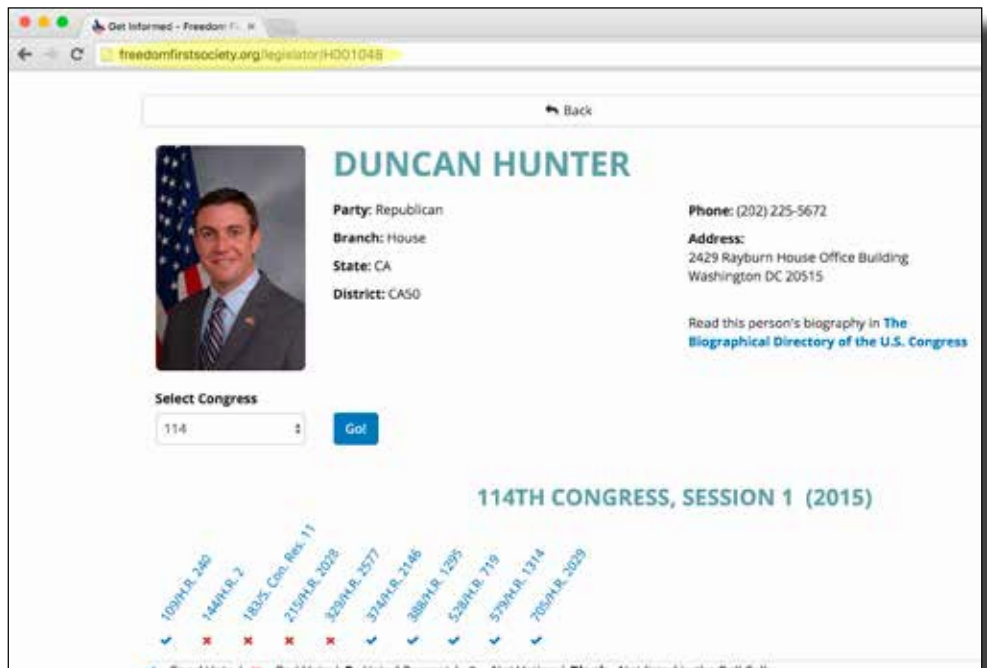 Get Informed - Freedom Fi
freedomfirstsociety.org/legislator/H001048
Back
DUNCAN HUNTER
Party: Republican
Branch: House
State: CA
District: CA50
Phone: (202) 225-5672
Address:
2429 Rayburn House Office Building
Washington DC 20515
Read this person's biography in The
Biographical Directory of the U.S. Congress
Select Congress
114
Go!
114TH CONGRESS, SESSION 1 (2015)
109/H.R. 240
144/H.R. 2
183/S. Con. Res. 11
215/H.R. 2028
329/H.R. 2577
374/H.R. 2146
388/H.R. 1295
528/H.R. 719
579/H.R. 1314
705/H.R. 2029